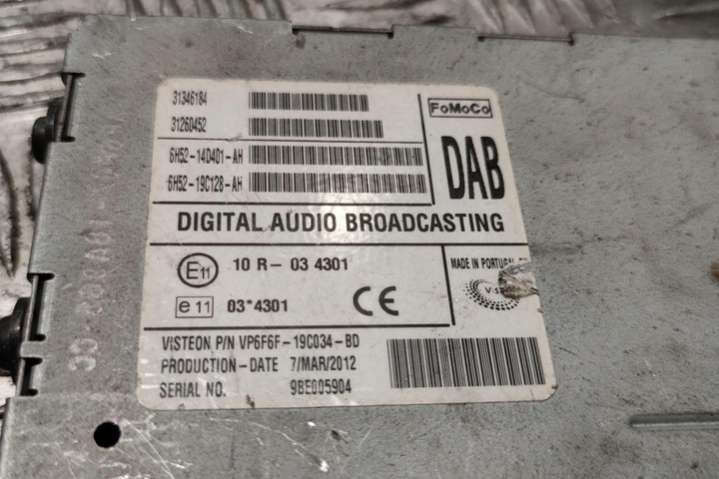 31346184
31260452
6H52-14D401-AH
6H52-19C128-AH
FoMoCo
DAB
DIGITAL AUDIO BROADCASTING
E11 10 R- 03 4301
e 11 03*4301
CE
MADE IN PORTUGAL
VISTEON P/N VP6F6F-19C034-BD
PRODUCTION-DATE 7/MAR/2012
SERIAL NO. 9BE005904